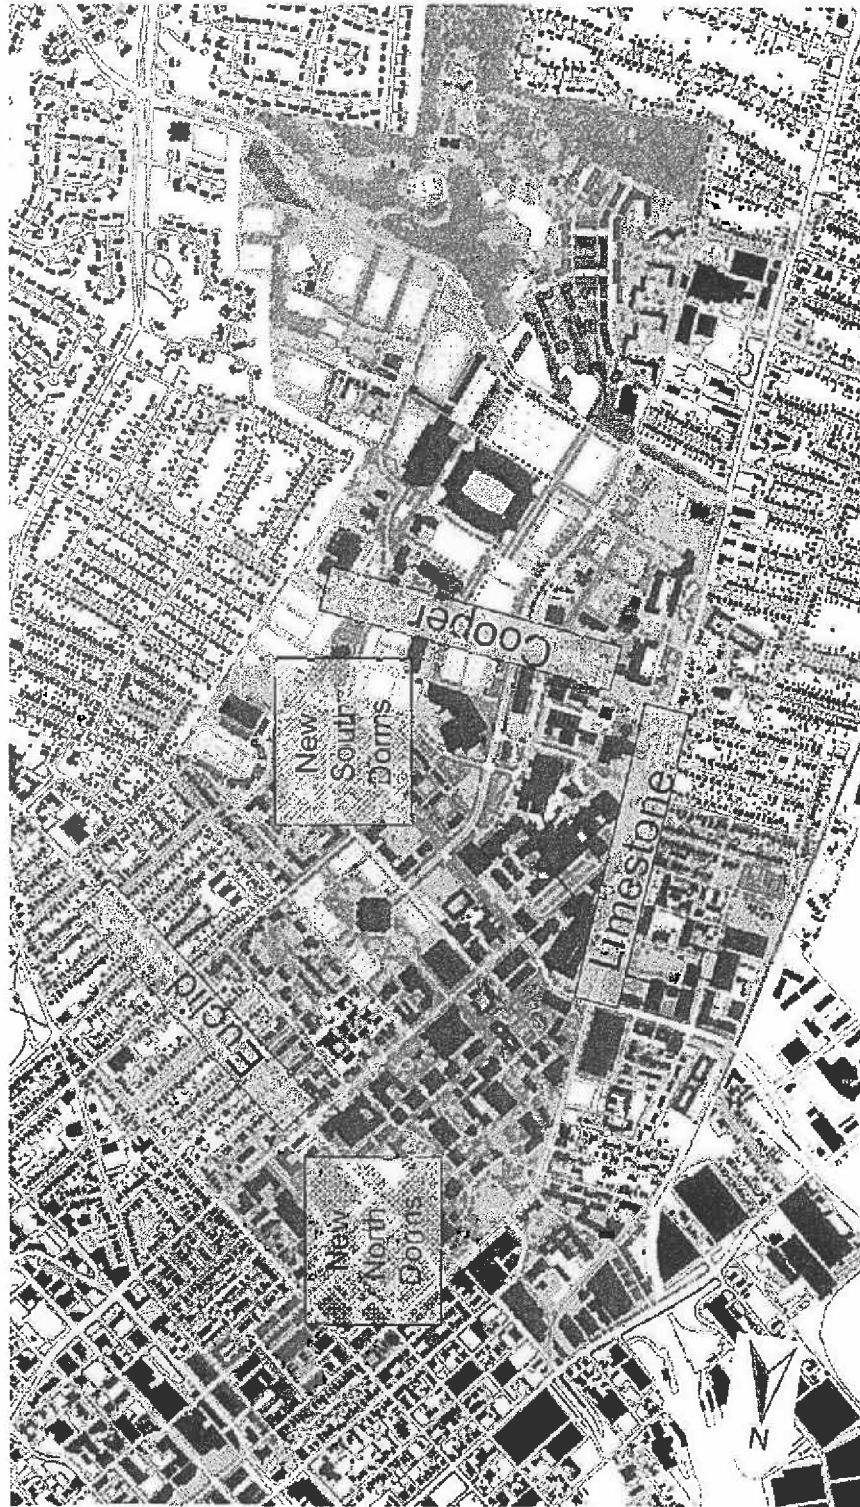 New
South
Dorms
Cooper
Limestone
Euclid
New
North
Dorms
N